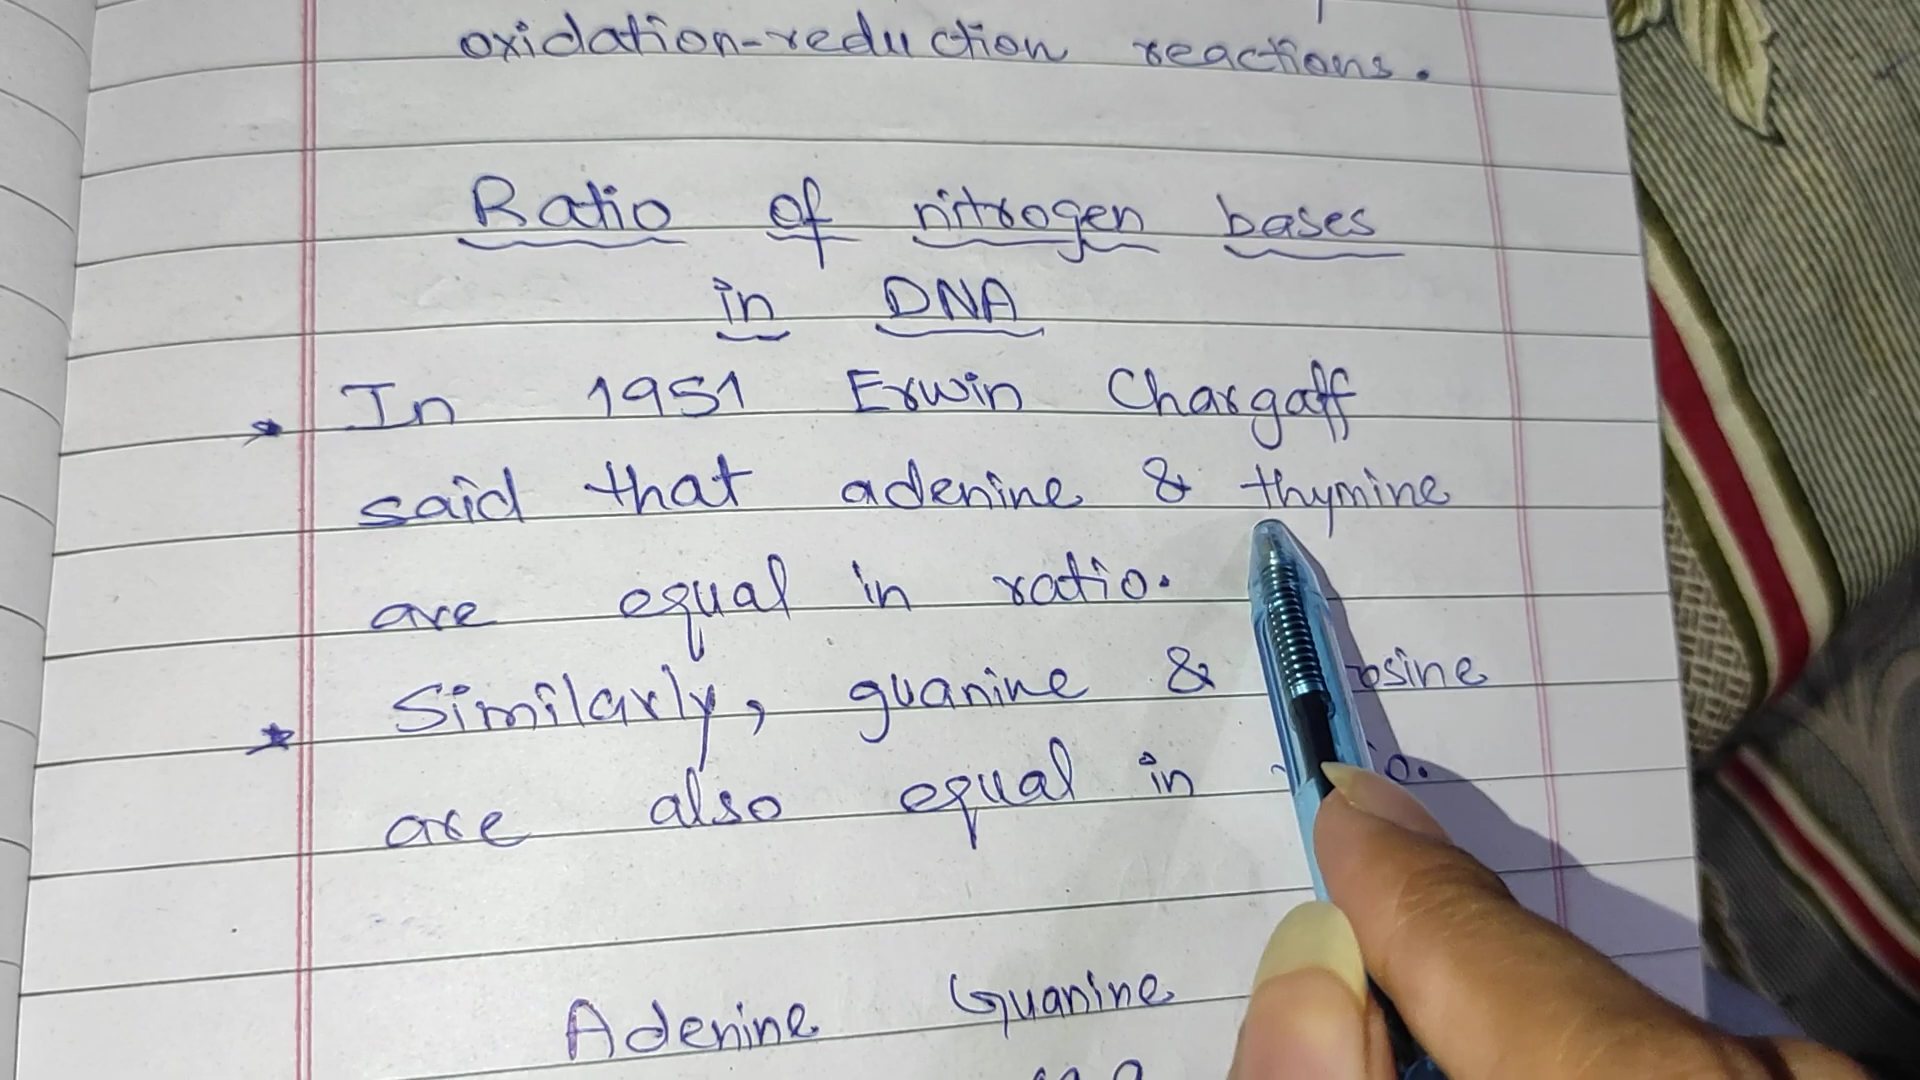 oxidation-reduction reactions.
Ratio of nitrogen bases
in DNA
In 1951 Erwin Chargaff
said that adenine & thymine
are equal in ratio.
Similarly, guanine &
are also equal in
Adenine Guanine